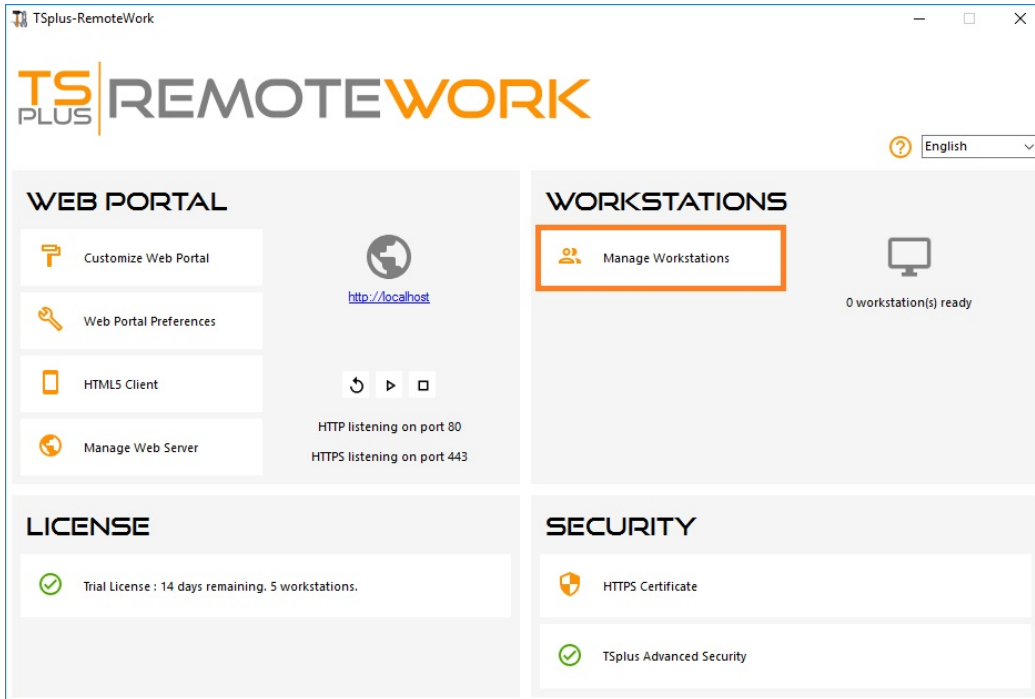 TSplus-RemoteWork
TS PLUS REMOTEWORK
English
WEB PORTAL
Customize Web Portal
http://localhost
Web Portal Preferences
HTML5 Client
HTTP listening on port 80
Manage Web Server
HTTPS listening on port 443
WORKSTATIONS
Manage Workstations
0 workstation(s) ready
LICENSE
Trial License : 14 days remaining. 5 workstations.
SECURITY
HTTPS Certificate
TSplus Advanced Security